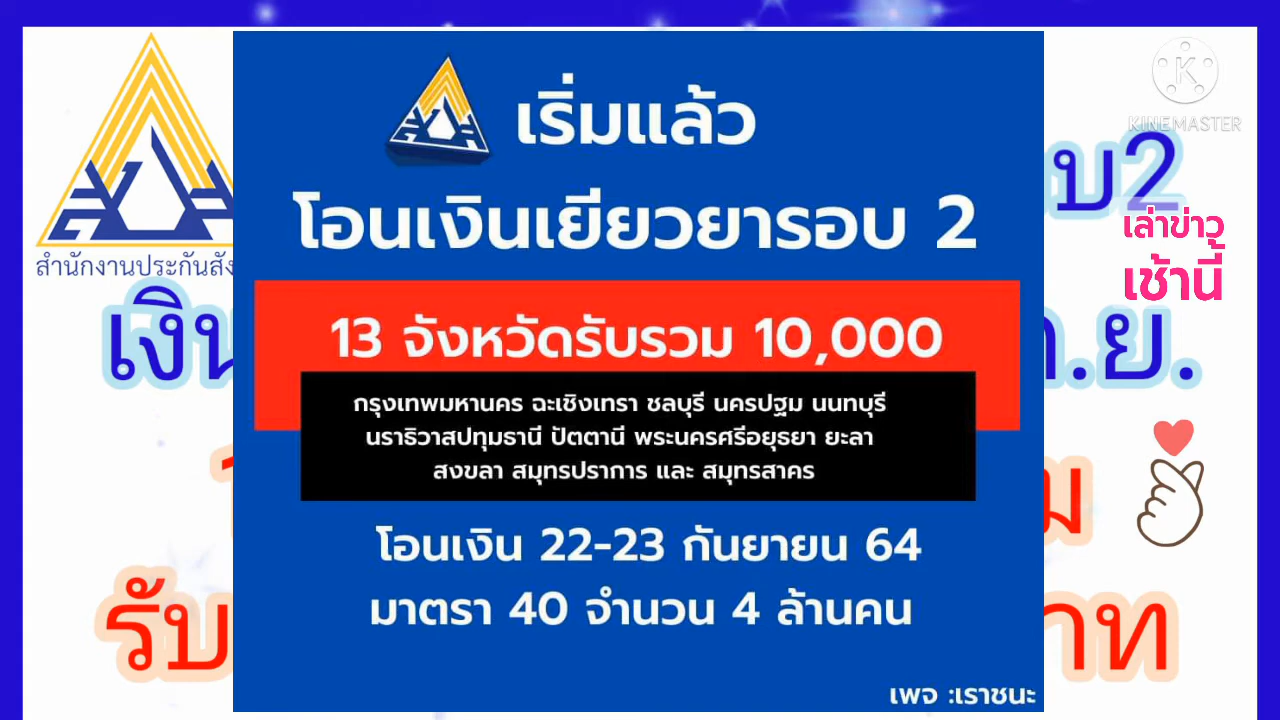 เริ่มแล้ว
โอนเงินเยียวยารอบ 2
13 จังหวัดรับรวม 10,000
กรุงเทพมหานคร ฉะเชิงเทรา ชลบุรี นครปฐม นนทบุรี
นราธิวาสปทุมธานี ปัตตานี พระนครศรีอยุธยา ยะลา
สงขลา สมุทรปราการ และ สมุทรสาคร
โอนเงิน 22-23 กันยายน 64
มาตรา 40 จำนวน 4 ล้านคน
เพจ :เราชนะ
KINEMASTER
บ2
เล่าข่าว
เช้านี้
สำนักงานประกันสัง
เงิน
.ย.
รับ
าท